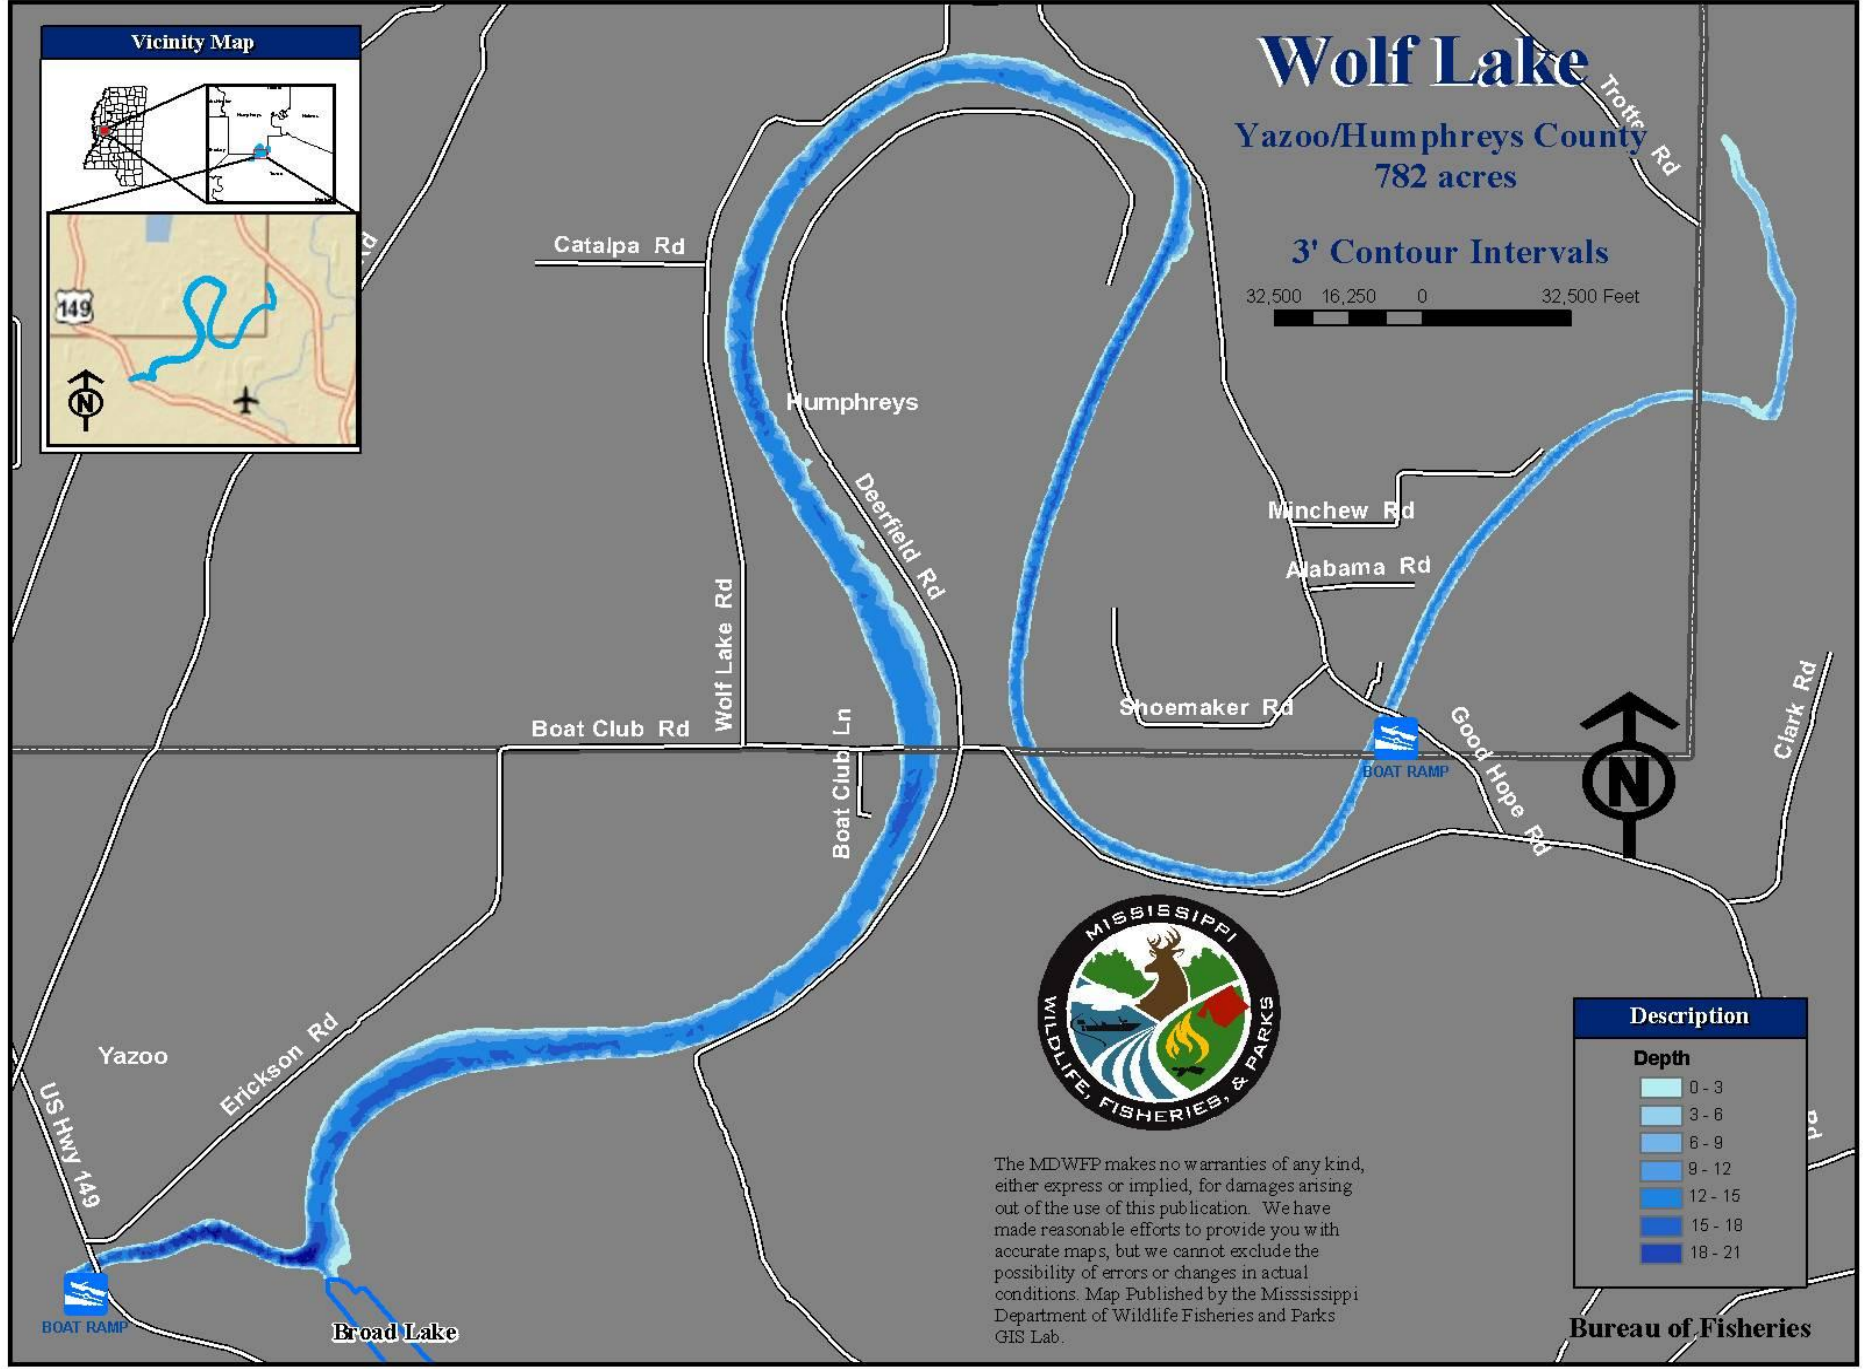 Vicinity Map
149
N
Wolf Lake
Yazoo/Humphreys County
782 acres
3' Contour Intervals
32,500 16,250 0 32,500 Feet
Trotter Rd
Rd
Catalpa Rd
Humphreys
Deerfield Rd
Minchew Rd
Alabama Rd
Wolf Lake Rd
Shoemaker Rd
Boat Club Rd
Boat Club Ln
Good Hope Rd
Clark Rd
BOAT RAMP
N
Yazoo
Erickson Rd
US Hwy 149
MISSISSIPPI
WILDLIFE, FISHERIES, & PARKS
Description
Depth
0 - 3
3 - 6
6 - 9
9 - 12
12 - 15
15 - 18
18 - 21
Rd
The MDWFP makes no warranties of any kind,
either express or implied, for damages arising
out of the use of this publication. We have
made reasonable efforts to provide you with
accurate maps, but we cannot exclude the
possibility of errors or changes in actual
conditions. Map Published by the Misssissippi
Department of Wildlife Fisheries and Parks
GIS Lab.
BOAT RAMP
Broad Lake
Bureau of Fisheries